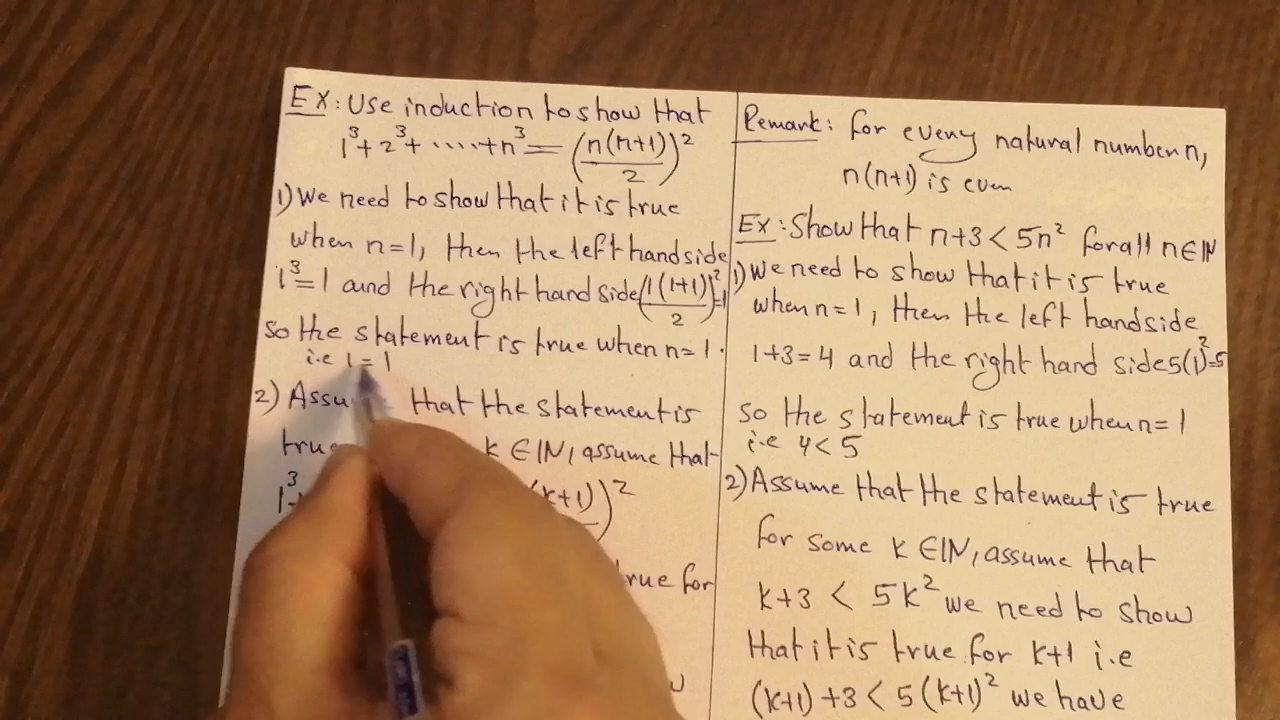 Ex: Use induction to show that
1³+2³+.....+n³=(n(n+1)/2)²
1) We need to show that it is true
when n=1, then the left hand side
1³=1 and the right hand side (1(1+1)/2)²=1
so the statement is true when n=1.
i.e 1=1
2) Assu that the statement is
true k∈ℕ, assume that
1³+ (k+1))²
rue for
Remark: for every natural number n,
n(n+1) is even
Ex: Show that n+3<5n² for all n∈ℕ
1) We need to show that it is true
when n=1, then the left hand side
1+3=4 and the right hand side 5(1)²=5
so the statement is true when n=1
i.e 4<5
2) Assume that the statement is true
for some k∈ℕ, assume that
k+3 < 5k² we need to show
that it is true for k+1 i.e
(k+1)+3<5(k+1)² we have